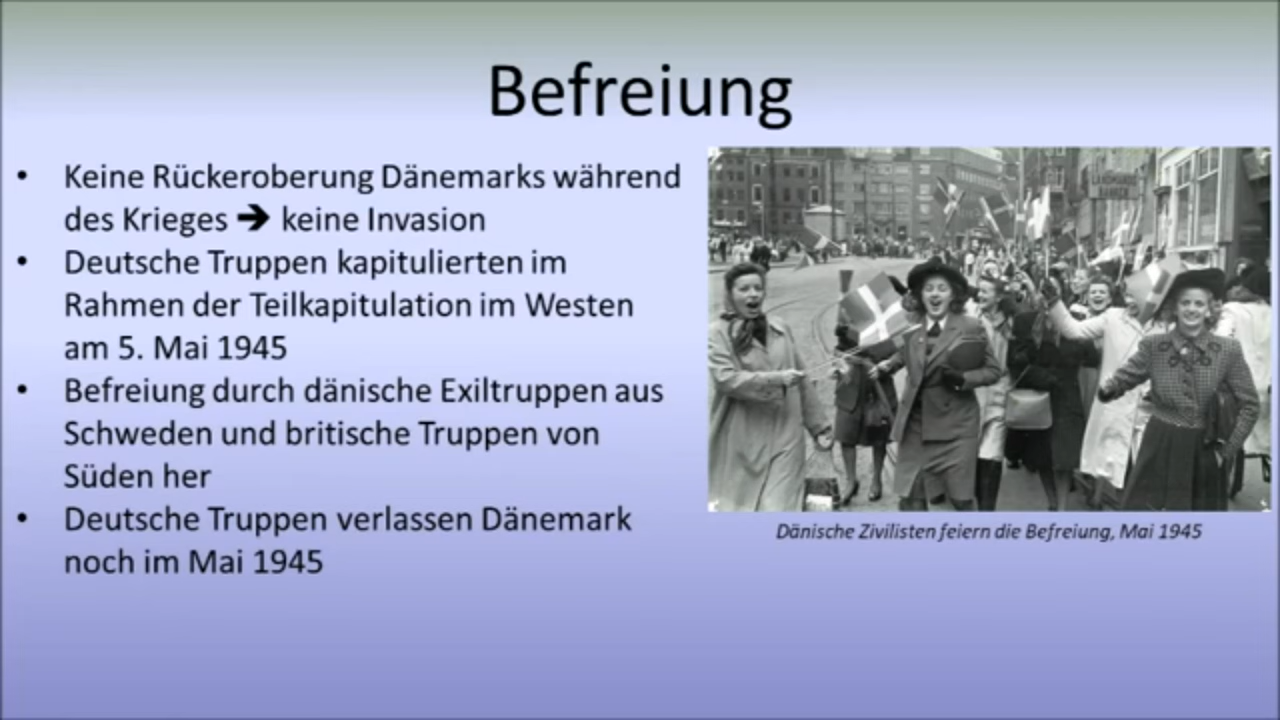 Befreiung
• Keine Rückeroberung Dänemarks während
des Krieges ➔ keine Invasion
• Deutsche Truppen kapitulierten im
Rahmen der Teilkapitulation im Westen
am 5. Mai 1945
• Befreiung durch dänische Exiltruppen aus
Schweden und britische Truppen von
Süden her
• Deutsche Truppen verlassen Dänemark
noch im Mai 1945
Dänische Zivilisten feiern die Befreiung, Mai 1945